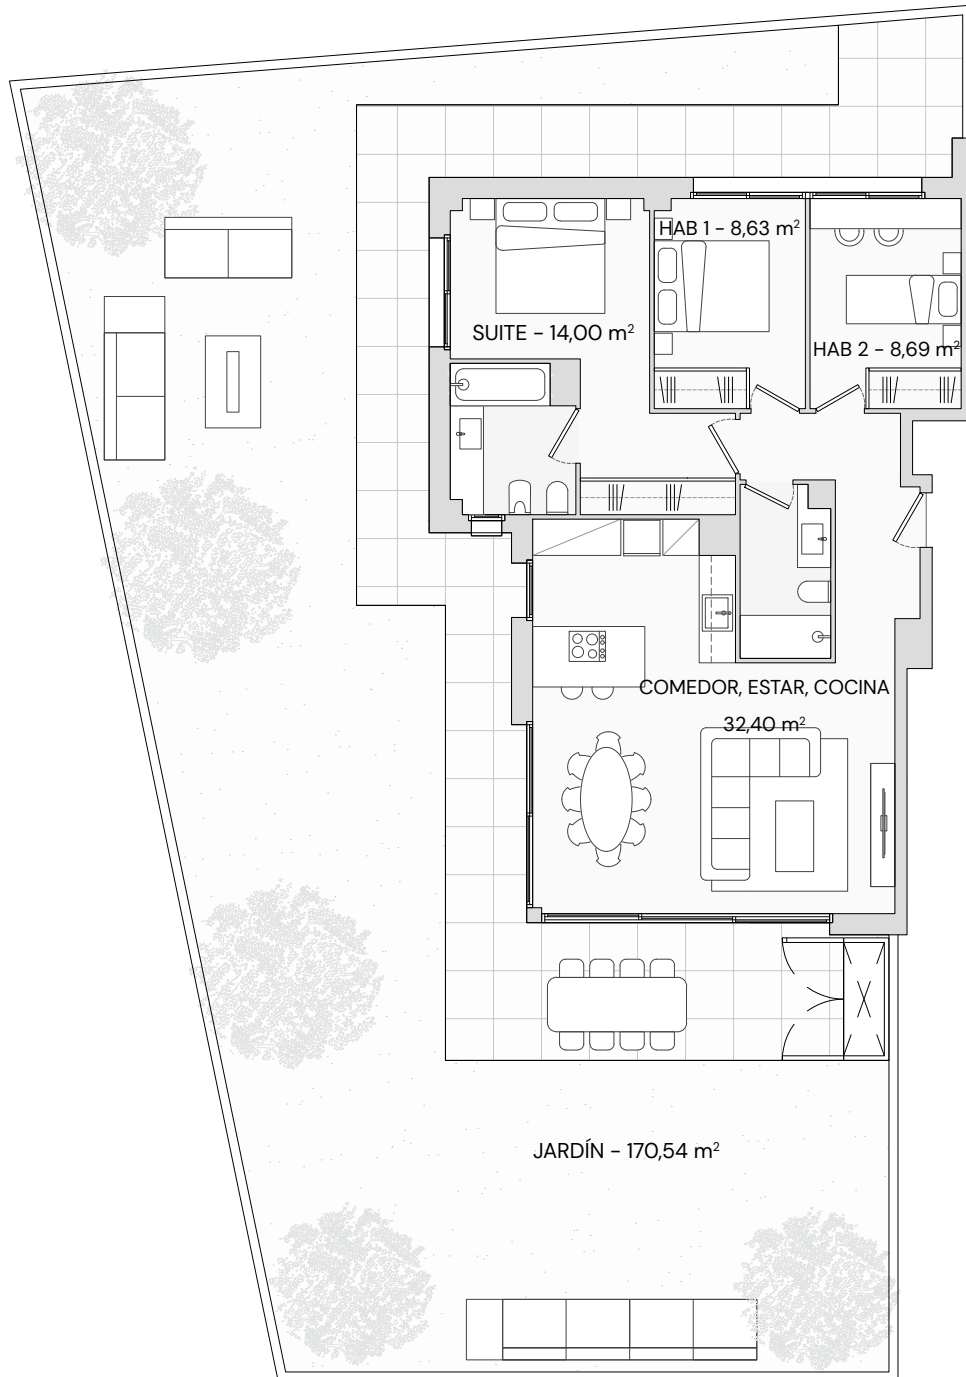 HAB 1 – 8,63 m²
SUITE – 14,00 m²
HAB 2 – 8,69 m²
COMEDOR, ESTAR, COCINA
32,40 m²
JARDÍN – 170,54 m²